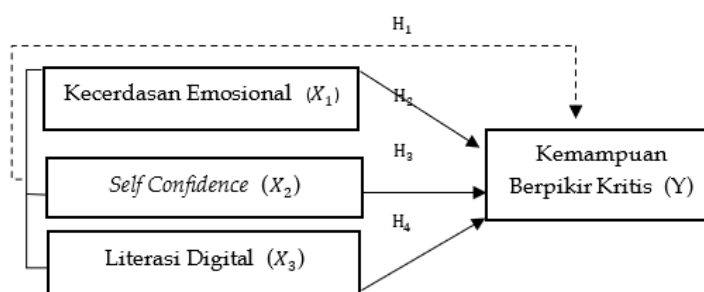 H₁
Kecerdasan Emosional (X₁)
H₂
Kemampuan
Berpikir Kritis (Y)
H₃
Self Confidence (X₂)
H₄
Literasi Digital (X₃)